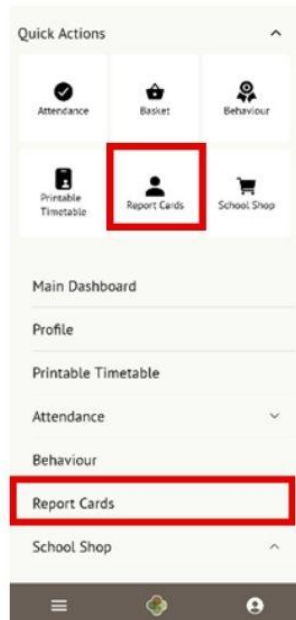 Quick Actions
Attendance
Basket
Behaviour
Printable
Timetable
Report Cards
School Shop
Main Dashboard
Profile
Printable Timetable
Attendance
Behaviour
Report Cards
School Shop